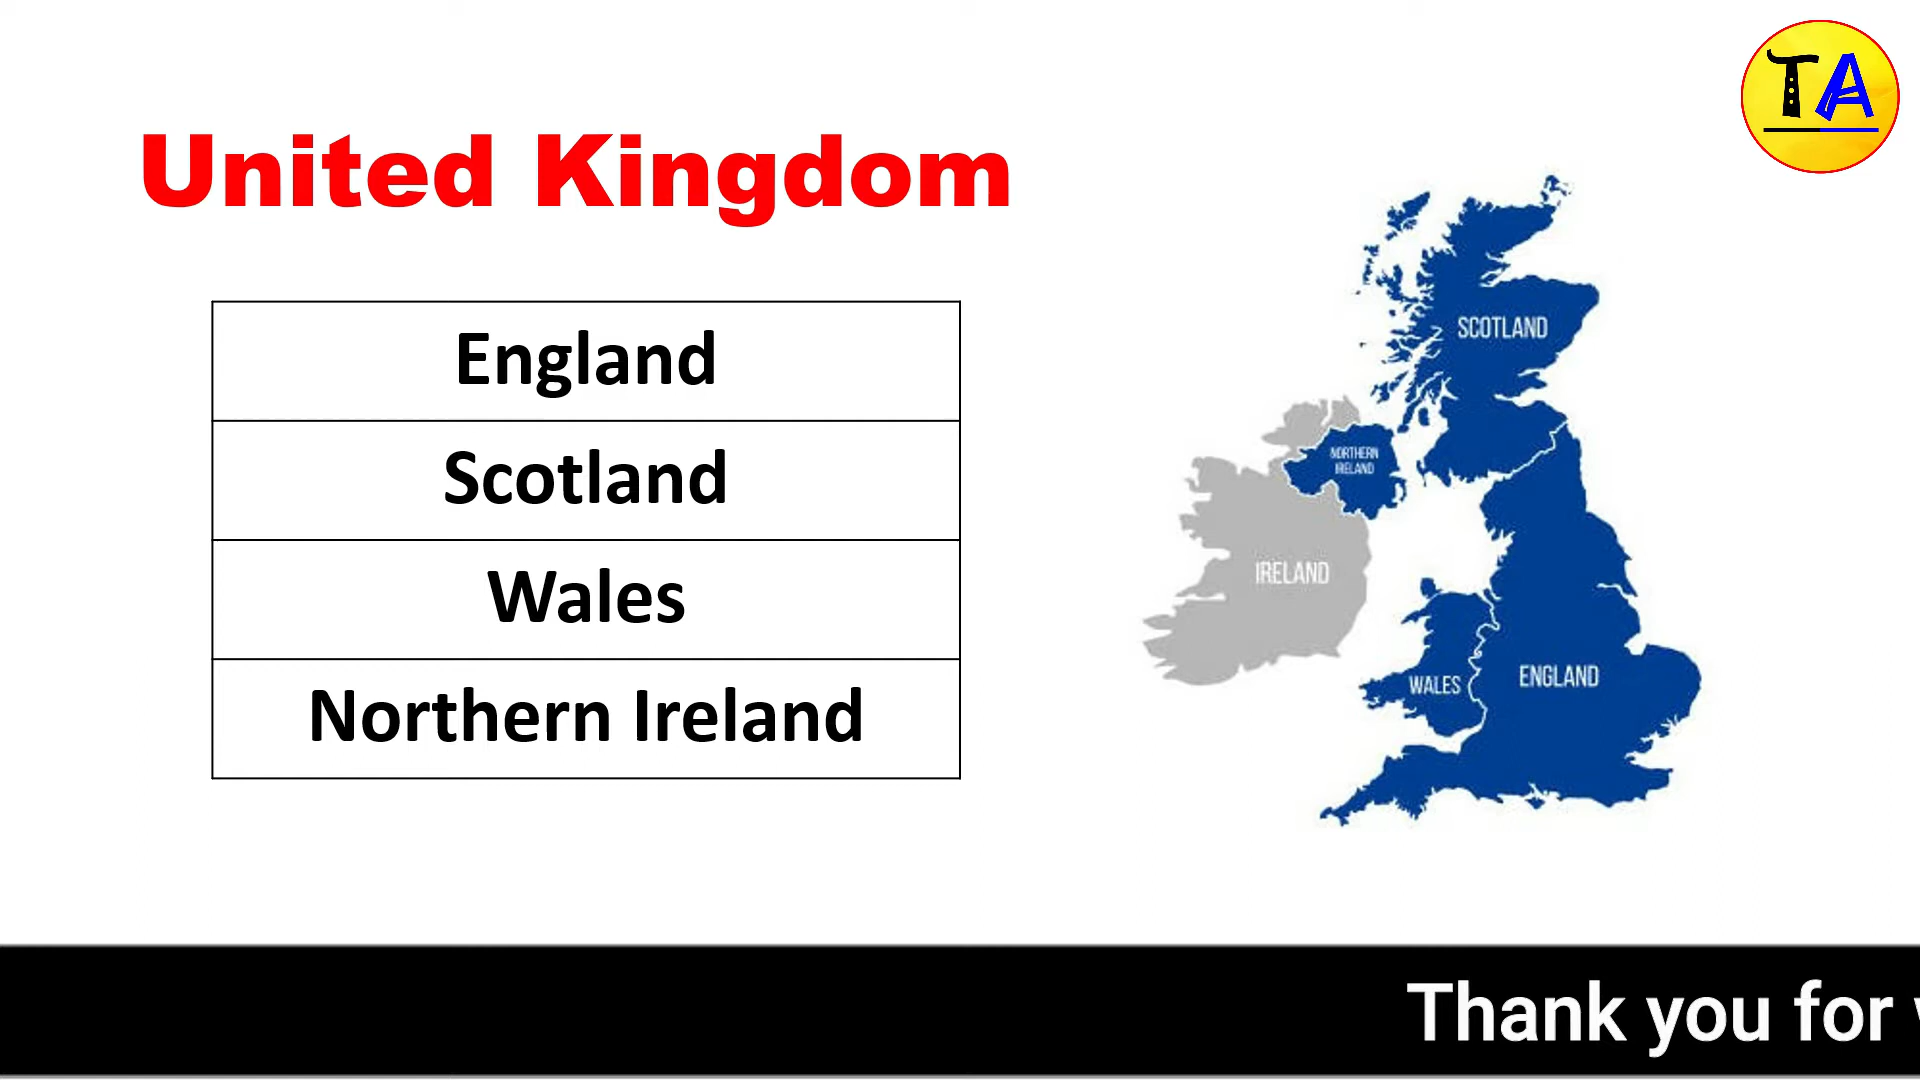 TA
United Kingdom
England
Scotland
Wales
Northern Ireland
SCOTLAND
NORTHERN
IRELAND
IRELAND
WALES
ENGLAND
Thank you for